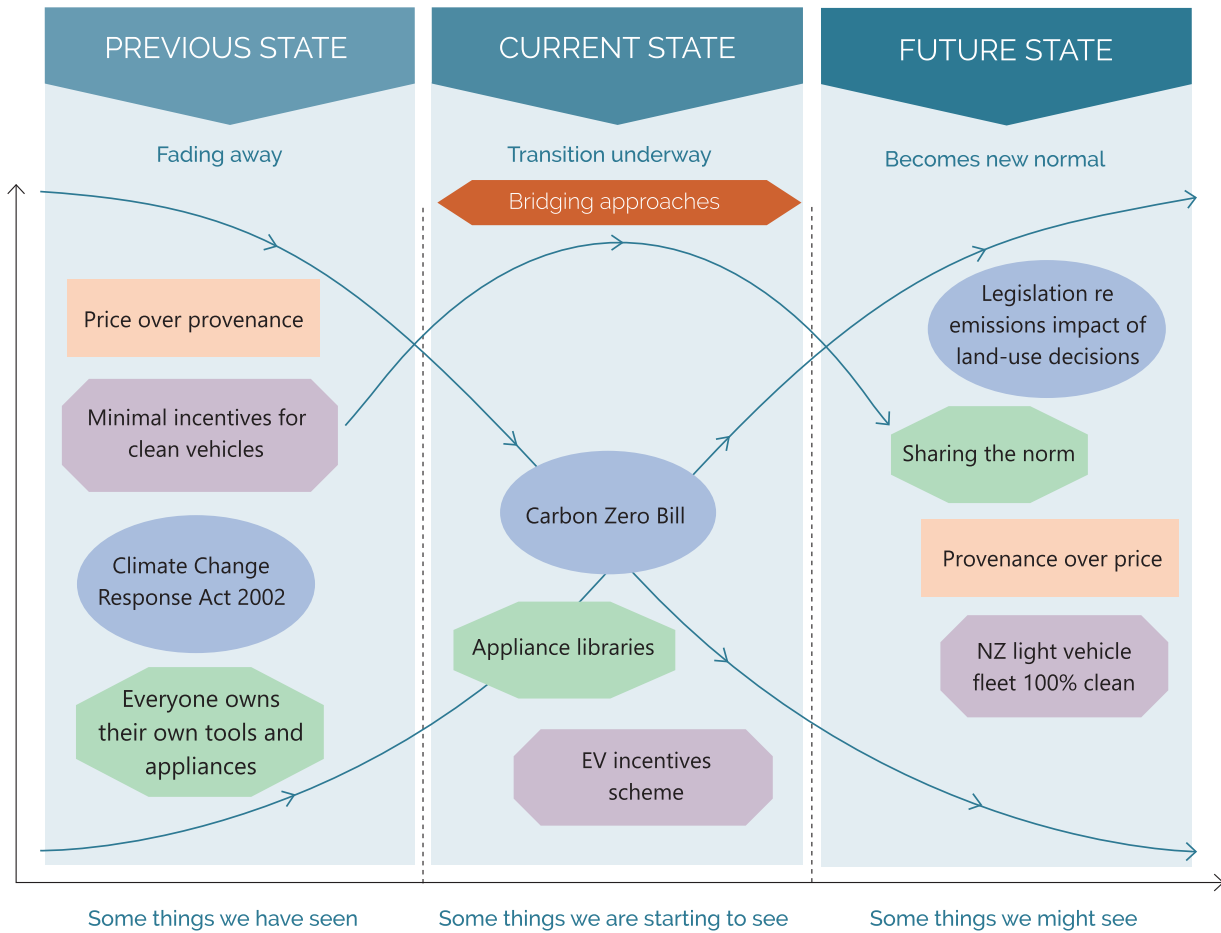 PREVIOUS STATE
CURRENT STATE
FUTURE STATE
Fading away
Transition underway
Becomes new normal
Bridging approaches
Price over provenance
Minimal incentives for
clean vehicles
Climate Change
Response Act 2002
Everyone owns
their own tools and
appliances
Carbon Zero Bill
Appliance libraries
EV incentives
scheme
Legislation re
emissions impact of
land-use decisions
Sharing the norm
Provenance over price
NZ light vehicle
fleet 100% clean
Some things we have seen
Some things we are starting to see
Some things we might see